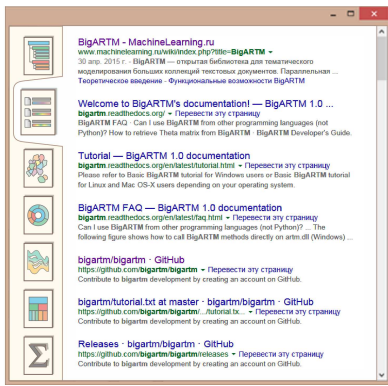 BigARTM - MachineLearning.ru
www.machinelearning.ru/wiki/index.php?title=BigARTM ▾
30 апр. 2015 г. - BigARTM — открытая библиотека для тематического
моделирования больших коллекций текстовых документов. Параллельная ...
Теоретическое введение - Функциональные возможности BigARTM
Welcome to BigARTM's documentation! — BigARTM 1.0 ...
bigartm.readthedocs.org/ ▾ Перевести эту страницу
BigARTM FAQ · Can I use BigARTM from other programming languages (not
Python)? How to retrieve Theta matrix from BigARTM · BigARTM Developer's Guide.
Tutorial — BigARTM 1.0 documentation
bigartm.readthedocs.org/en/latest/tutorial.html ▾ Перевести эту страницу
Please refer to Basic BigARTM tutorial for Windows users or Basic BigARTM tutorial
for Linux and Mac OS-X users depending on your operating system.
BigARTM FAQ — BigARTM 1.0 documentation
bigartm.readthedocs.org/en/latest/faq.html ▾ Перевести эту страницу
Can I use BigARTM from other programming languages (not Python)? ... The
following figure shows how to call BigARTM methods directly on artm.dll (Windows) ...
bigartm/bigartm · GitHub
https://github.com/bigartm/bigartm ▾ Перевести эту страницу
Contribute to bigartm development by creating an account on GitHub.
bigartm/tutorial.txt at master · bigartm/bigartm · GitHub
https://github.com/bigartm/bigartm/.../tutorial.tx... ▾ Перевести эту страницу
Contribute to bigartm development by creating an account on GitHub.
Releases · bigartm/bigartm · GitHub
https://github.com/bigartm/bigartm/releases ▾ Перевести эту страницу
Contribute to bigartm development by creating an account on GitHub.
Σ